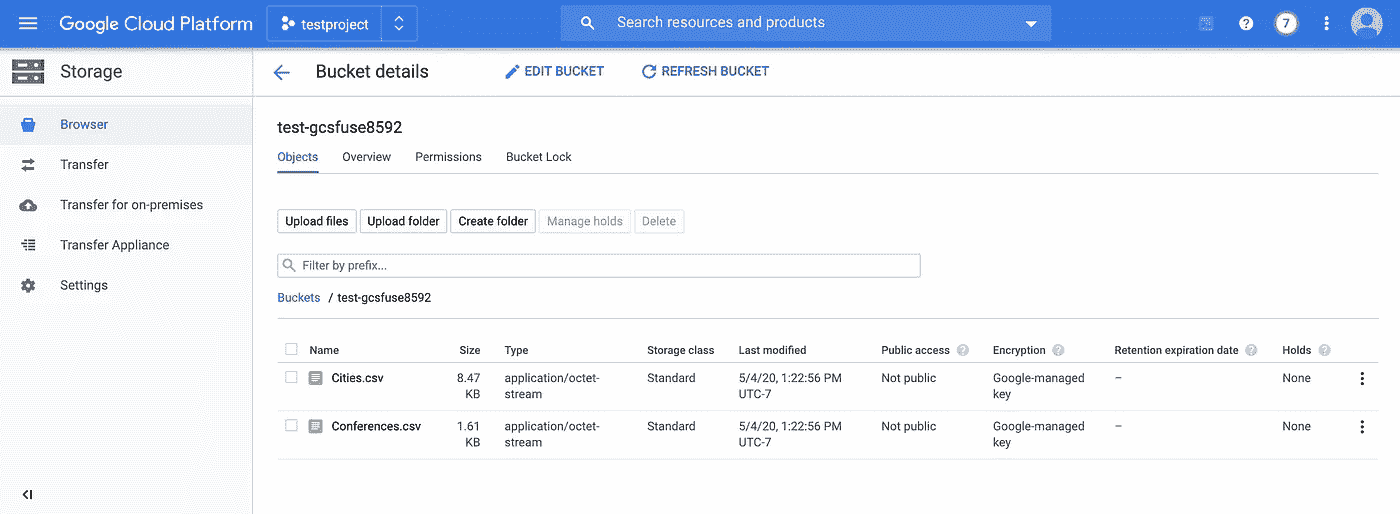 Google Cloud Platform testproject Search resources and products 7
Storage Bucket details EDIT BUCKET REFRESH BUCKET
Browser
Transfer
Transfer for on-premises
Transfer Appliance
Settings
test-gcsfuse8592
Objects Overview Permissions Bucket Lock
Upload files Upload folder Create folder Manage holds Delete
Filter by prefix...
Buckets / test-gcsfuse8592
Name Size Type Storage class Last modified Public access ? Encryption ? Retention expiration date ? Holds ?
Cities.csv 8.47 application/octet- Standard 5/4/20, 1:22:56 PM Not public Google-managed – None
KB stream UTC-7 key
Conferences.csv 1.61 application/octet- Standard 5/4/20, 1:22:56 PM Not public Google-managed – None
KB stream UTC-7 key